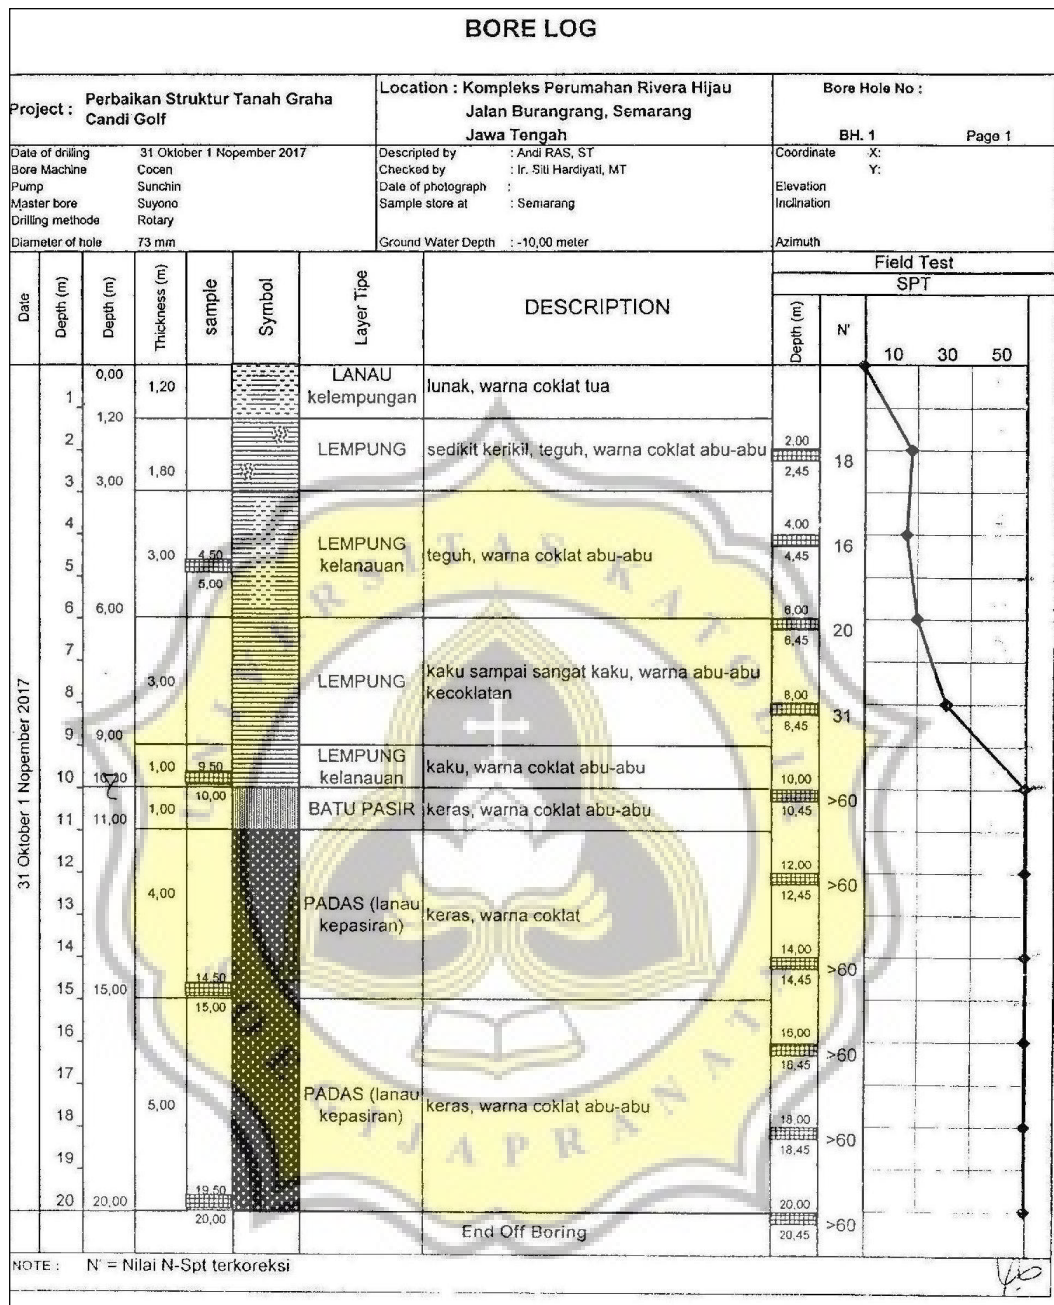 BORE LOG
Project : Perbaikan Struktur Tanah Graha Candi Golf
Location : Kompleks Perumahan Rivera Hijau
Jalan Burangrang, Semarang
Jawa Tengah
Bore Hole No :
BH. 1 Page 1
Date of drilling 31 Oktober 1 Nopember 2017
Bore Machine Cocen
Pump Sunchin
Master bore Suyono
Drilling methode Rotary
Diameter of hole 73 mm
Descripted by : Andi RAS, ST
Checked by : Ir. Siti Hardiyati, MT
Date of photograph :
Sample store at : Semarang
Ground Water Depth : -10,00 meter
Coordinate X:
Y:
Elevation
Inclination
Azimuth
Date Depth (m) Depth (m) Thickness (m) sample Symbol Layer Tipe DESCRIPTION
Field Test
SPT
Depth (m) N' 10 30 50
31 Oktober 1 Nopember 2017
0,00
1 1,20 LANAU kelempungan lunak, warna coklat tua
1,20
2 LEMPUNG sedikit kerikil, teguh, warna coklat abu-abu 2,00 18
1,80 2,45
3 3,00
4 4,00
3,00 4,50 LEMPUNG kelanauan teguh, warna coklat abu-abu 16
5 5,00 4,45
6 6,00 6,00 20
6,45
7
3,00 LEMPUNG kaku sampai sangat kaku, warna abu-abu kecoklatan
8 8,00 31
8,45
9 9,00
1,00 9,50 LEMPUNG kelanauan kaku, warna coklat abu-abu
10 10,00 10,00
1,00 BATU PASIR keras, warna coklat abu-abu >60
11 11,00 10,45
12 12,00
4,00 >60
13 PADAS (lanau kepasiran) keras, warna coklat 12,45
14 14,00
14,50 >60
15 15,00 15,00 14,45
16 16,00
>60
17
5,00 PADAS (lanau kepasiran) keras, warna coklat abu-abu
18 18,00
>60
18,45
19
19,50
20 20,00 20,00 20,00
End Off Boring >60
20,45
NOTE : N' = Nilai N-Spt terkoreksi
UNIVERSITAS KATOLIK
SOEGIJAPRANATA